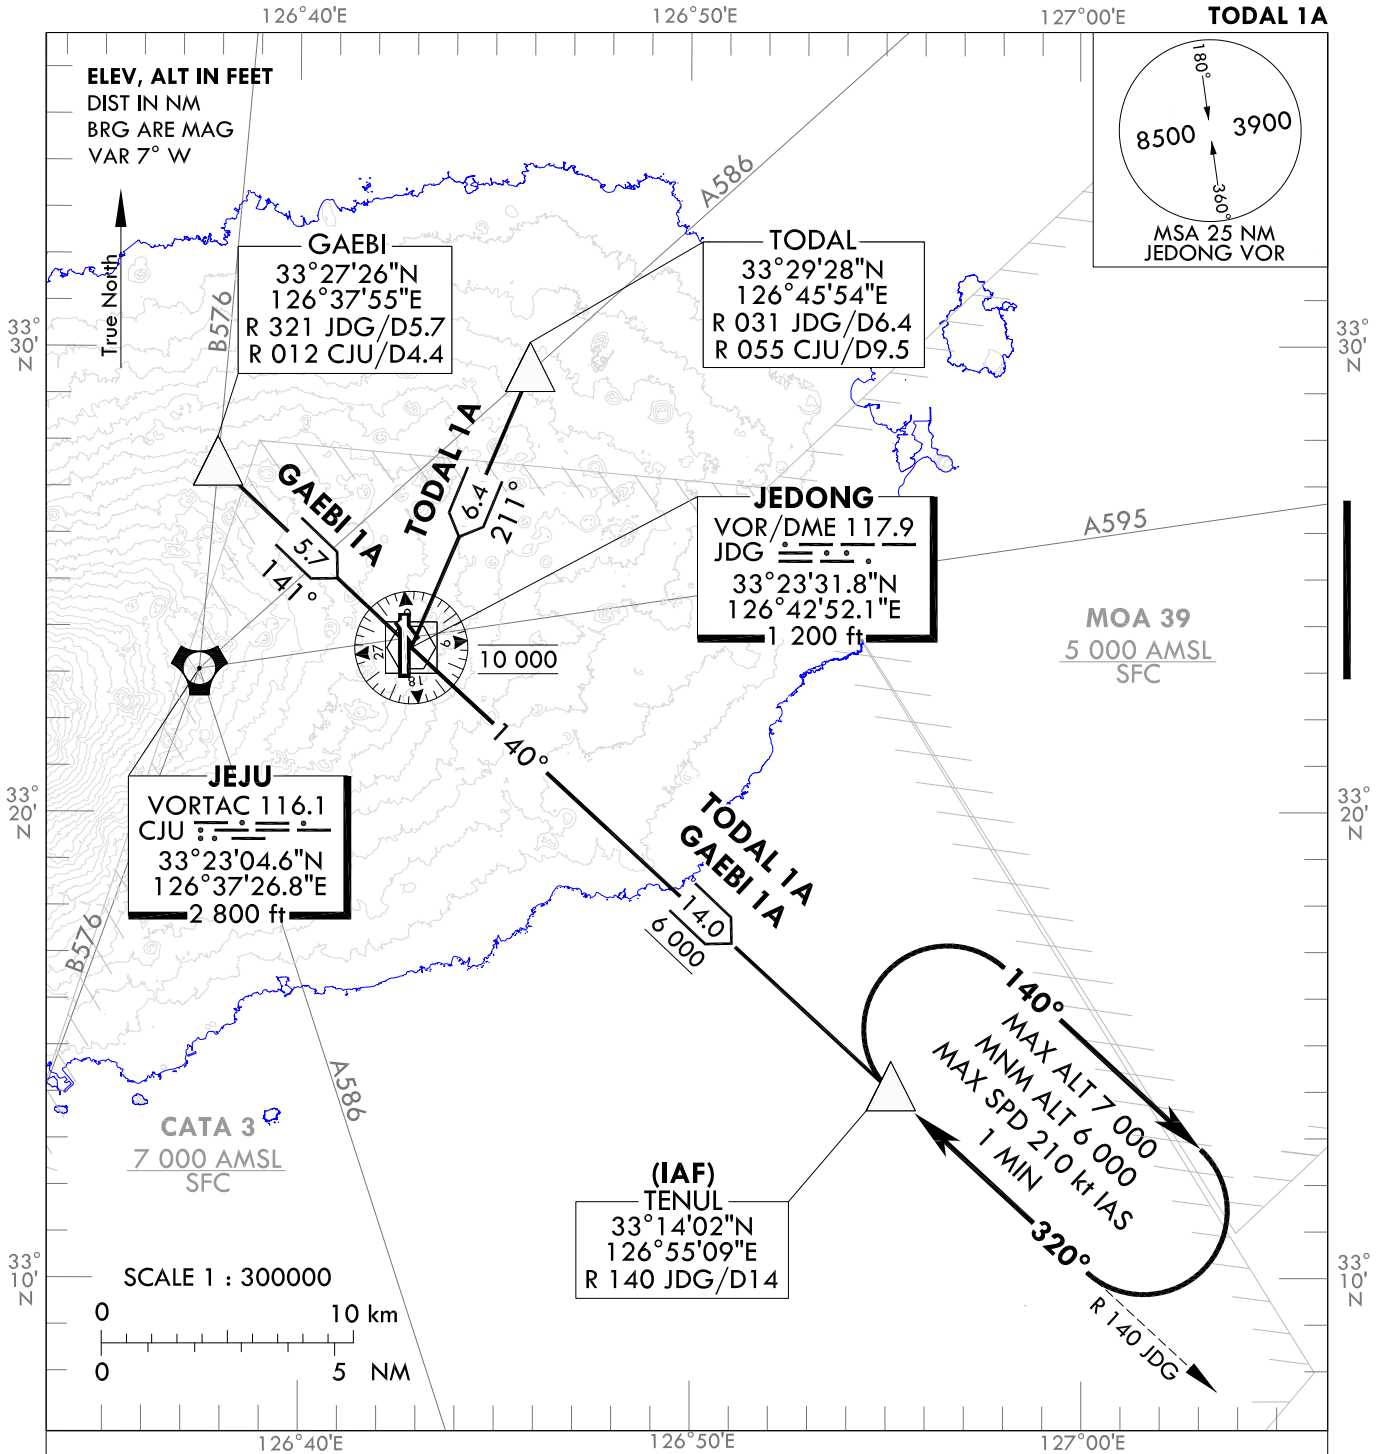 TODAL 1A
126°40'E
126°50'E
127°00'E
ELEV, ALT IN FEET
DIST IN NM
BRG ARE MAG
VAR 7° W
True North
180°
8500
3900
360°
MSA 25 NM
JEDONG VOR
A586
B576
GAEBI
33°27'26"N
126°37'55"E
R 321 JDG/D5.7
R 012 CJU/D4.4
TODAL
33°29'28"N
126°45'54"E
R 031 JDG/D6.4
R 055 CJU/D9.5
33°
30'
N
33°
30'
N
GAEBI 1A
5.7
141°
TODAL 1A
6.4
211°
JEDONG
VOR/DME 117.9
JDG
33°23'31.8"N
126°42'52.1"E
1 200 ft
A595
MOA 39
5 000 AMSL
SFC
27
9
18
10 000
140°
JEJU
VORTAC 116.1
CJU
33°23'04.6"N
126°37'26.8"E
2 800 ft
33°
20'
N
33°
20'
N
TODAL 1A
GAEBI 1A
14.0
6 000
B576
A586
140°
MAX ALT 7 000
MNM ALT 6 000
MAX SPD 210 kt IAS
1 MIN
320°
R 140 JDG
CATA 3
7 000 AMSL
SFC
(IAF)
TENUL
33°14'02"N
126°55'09"E
R 140 JDG/D14
33°
10'
N
33°
10'
N
SCALE 1 : 300000
0
10 km
0
5
NM
126°40'E
126°50'E
127°00'E